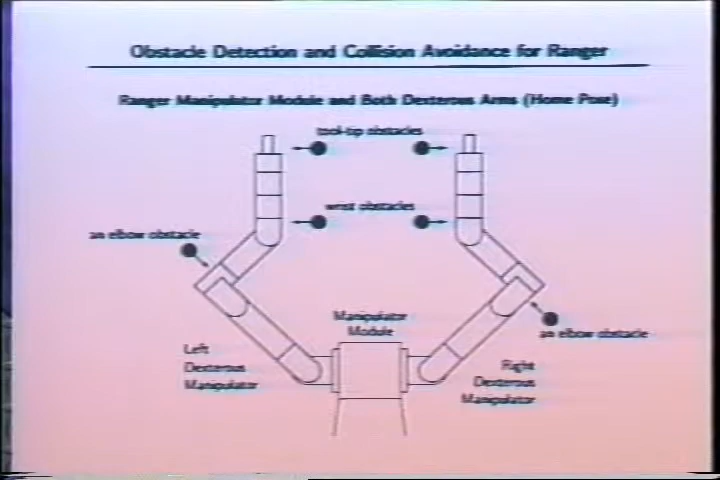 Obstacle Detection and Collision Avoidance for Ranger
Ranger Manipulator Module and Both Dexterous Arms (Home Pose)
tool-tip obstacles
wrist obstacles
an elbow obstacle
Manipulator
Module
an elbow obstacle
Left
Dexterous
Manipulator
Right
Dexterous
Manipulator